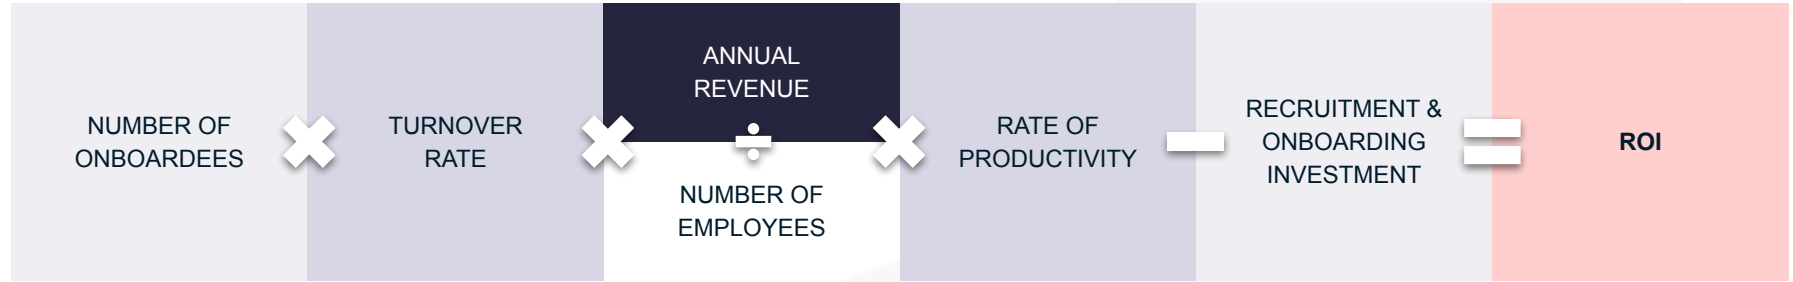 NUMBER OF
ONBOARDEES
TURNOVER
RATE
ANNUAL
REVENUE
÷
NUMBER OF
EMPLOYEES
RATE OF
PRODUCTIVITY
RECRUITMENT &
ONBOARDING
INVESTMENT
ROI